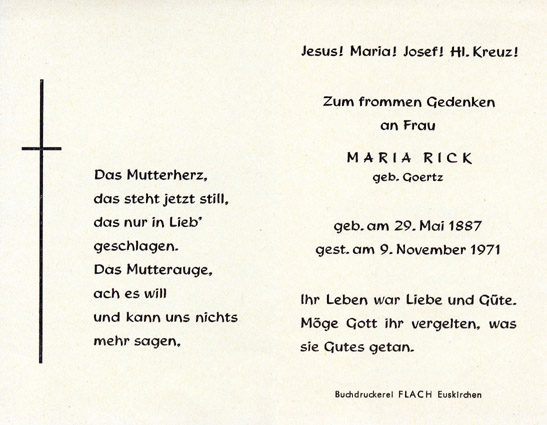 Das Mutterherz,
das steht jetzt still,
das nur in Lieb'
geschlagen.
Das Mutterauge,
ach es will
und kann uns nichts
mehr sagen,
Jesus! Maria! Josef! Hl. Kreuz!
Zum frommen Gedenken
an Frau
MARIA RICK
geb. Goertz
geb. am 29. Mai 1887
gest. am 9. November 1971
Ihr Leben war Liebe und Güte.
Möge Gott ihr vergelten, was
sie Gutes getan.
Buchdruckerei FLACH Euskirchen